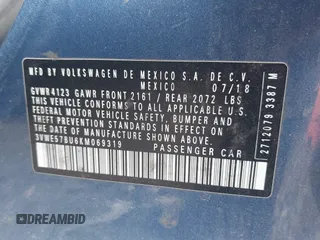 MFD BY VOLKSWAGEN DE MEXICO S.A. DE C.V.
MEXICO 07/18
GVWR 4123 GAWR FRONT 2161 / REAR 2072 LBS
THIS VEHICLE CONFORMS TO ALL APPLICABLE
FEDERAL MOTOR VEHICLE SAFETY, BUMPER AND
THEFT PREVENTION STANDARDS IN EFFECT ON
THE DATE OF MANUFACTURE SHOWN ABOVE
3VWE57BU6KM069319
PASSENGER CAR
2712079 3387 M
DREAMBID